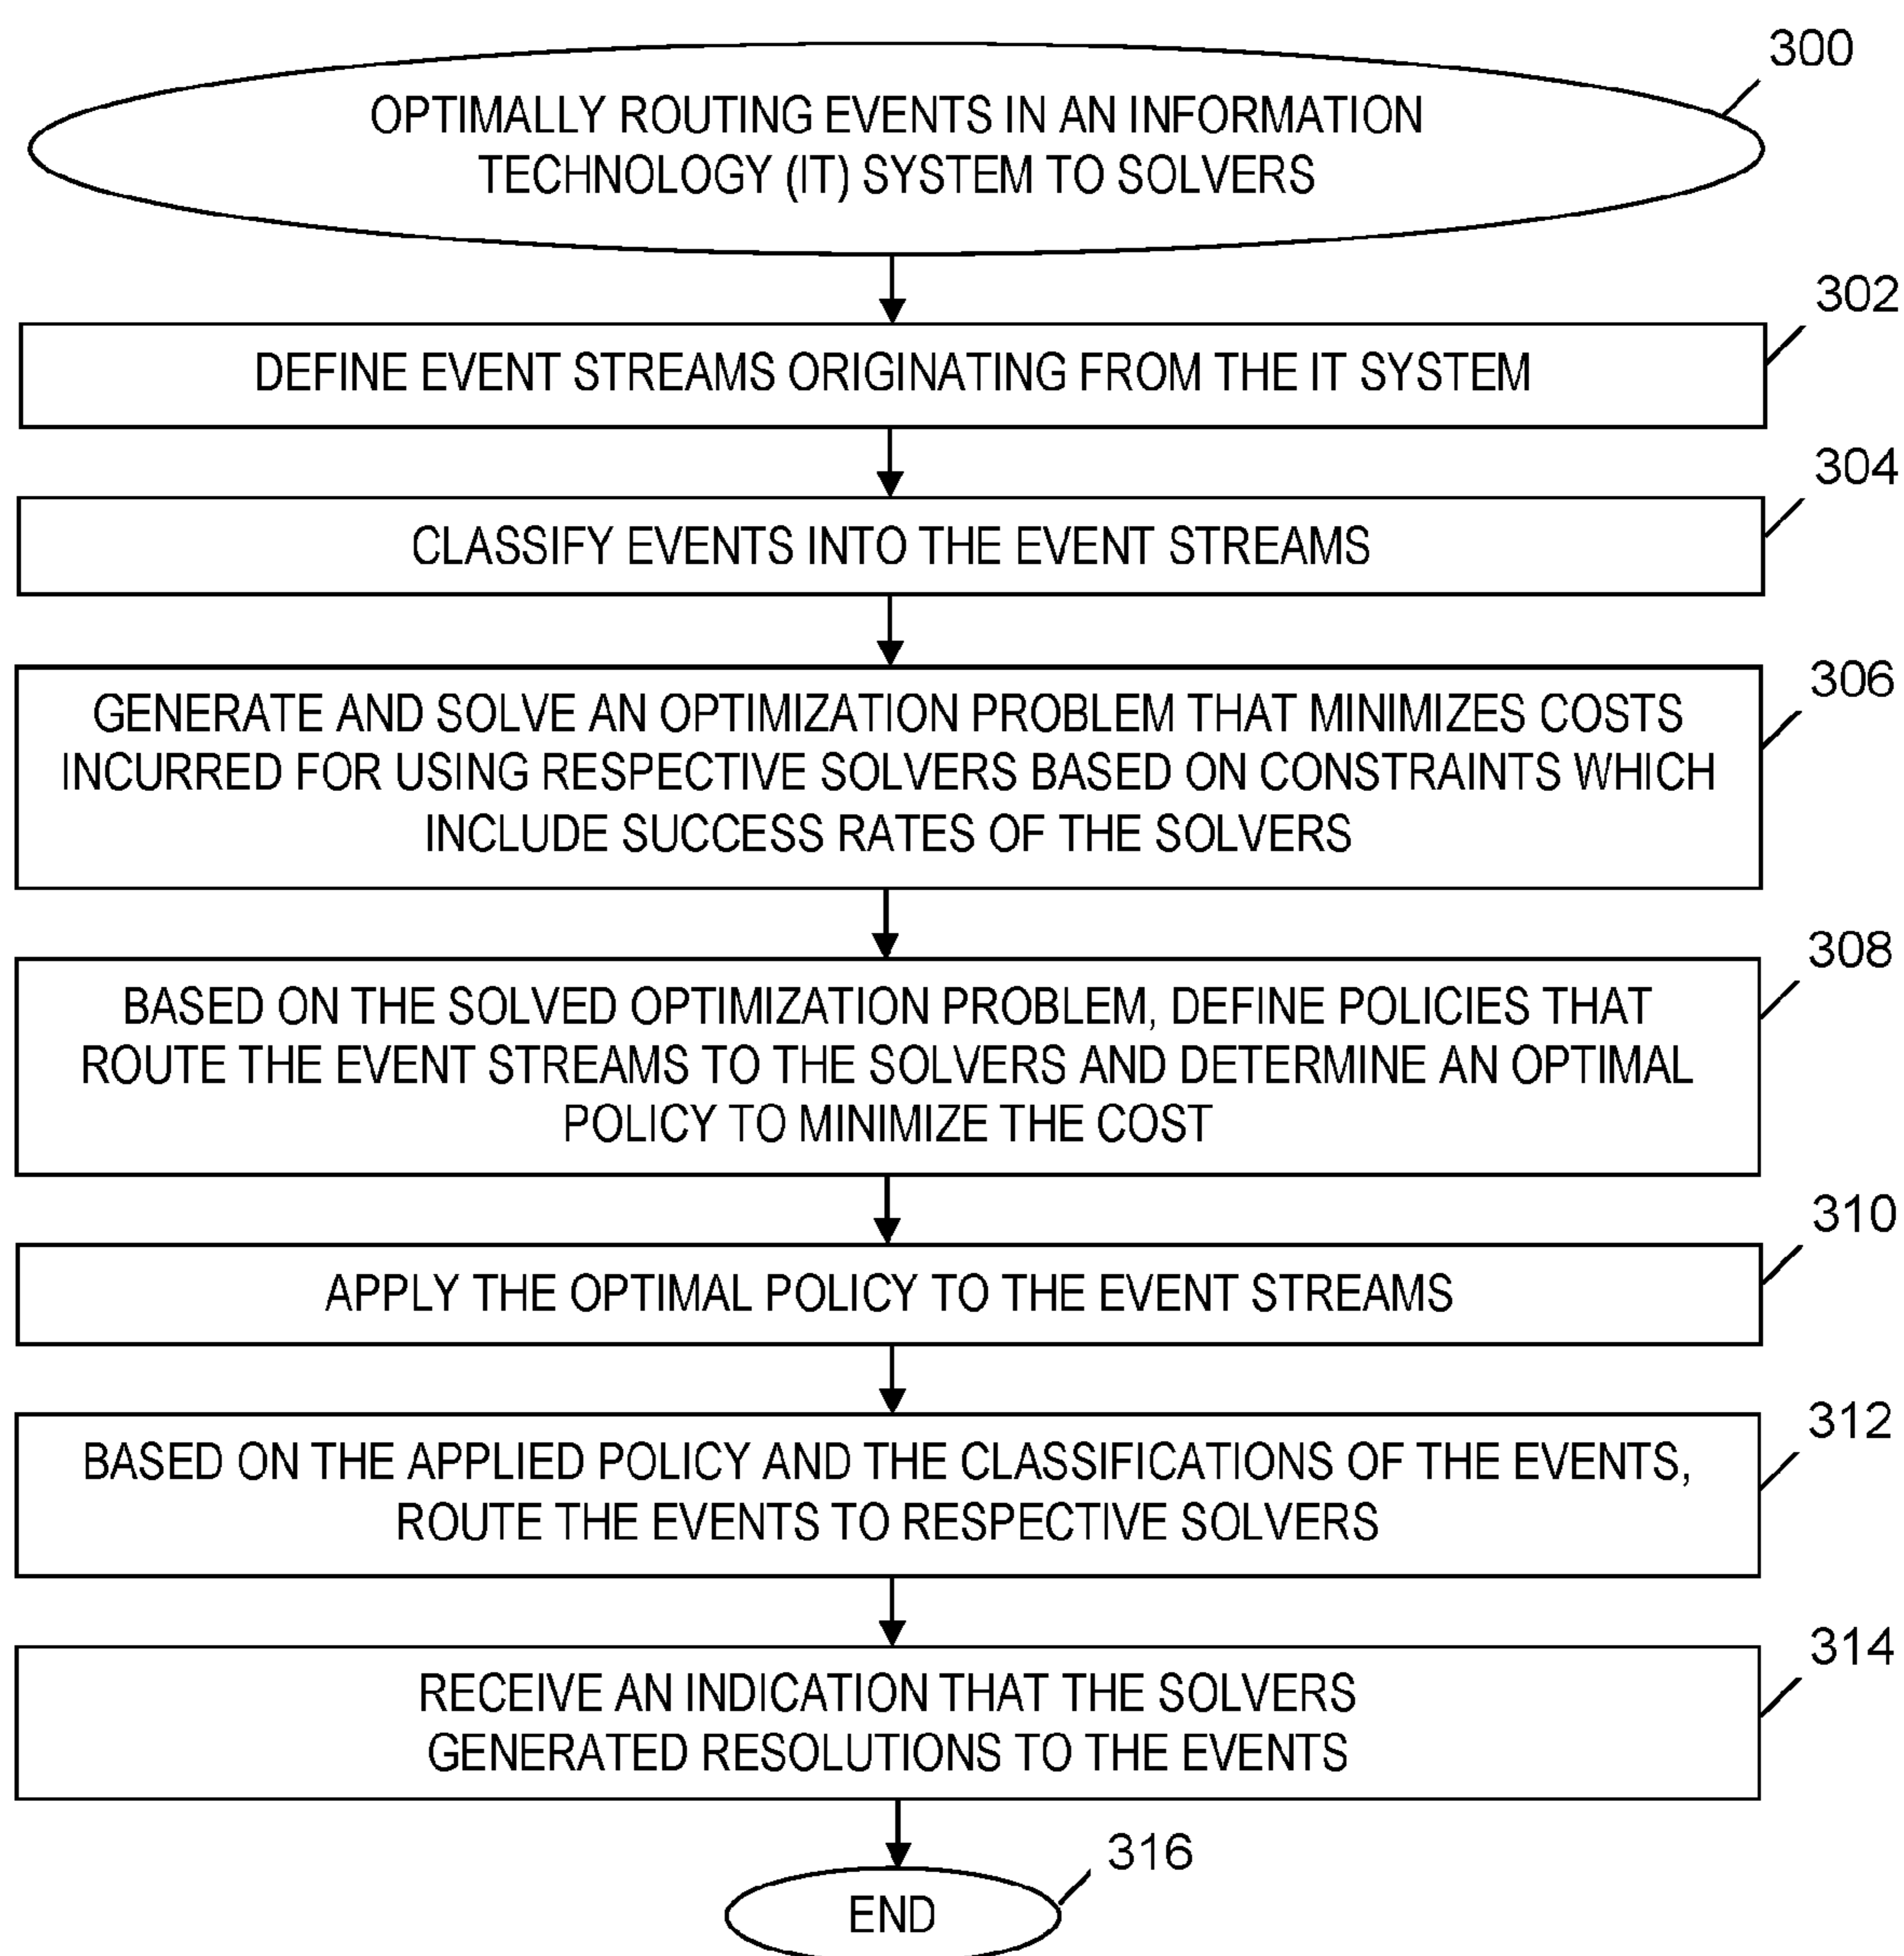 300
OPTIMALLY ROUTING EVENTS IN AN INFORMATION
TECHNOLOGY (IT) SYSTEM TO SOLVERS
302
DEFINE EVENT STREAMS ORIGINATING FROM THE IT SYSTEM
304
CLASSIFY EVENTS INTO THE EVENT STREAMS
306
GENERATE AND SOLVE AN OPTIMIZATION PROBLEM THAT MINIMIZES COSTS
INCURRED FOR USING RESPECTIVE SOLVERS BASED ON CONSTRAINTS WHICH
INCLUDE SUCCESS RATES OF THE SOLVERS
308
BASED ON THE SOLVED OPTIMIZATION PROBLEM, DEFINE POLICIES THAT
ROUTE THE EVENT STREAMS TO THE SOLVERS AND DETERMINE AN OPTIMAL
POLICY TO MINIMIZE THE COST
310
APPLY THE OPTIMAL POLICY TO THE EVENT STREAMS
312
BASED ON THE APPLIED POLICY AND THE CLASSIFICATIONS OF THE EVENTS,
ROUTE THE EVENTS TO RESPECTIVE SOLVERS
314
RECEIVE AN INDICATION THAT THE SOLVERS
GENERATED RESOLUTIONS TO THE EVENTS
316
END